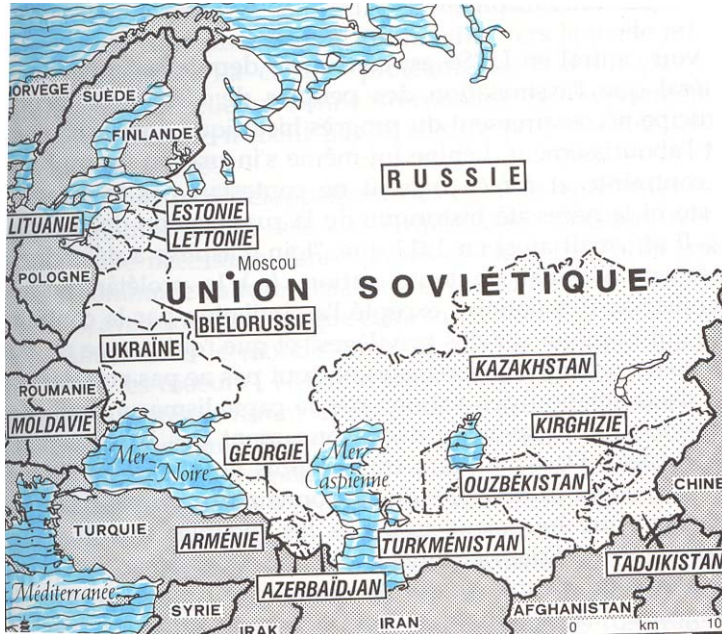 NORVÈGE
SUÈDE
FINLANDE
RUSSIE
ESTONIE
LITUANIE
LETTONIE
Moscou
POLOGNE
UNION SOVIÉTIQUE
BIÉLORUSSIE
UKRAÏNE
KAZAKHSTAN
ROUMANIE
MOLDAVIE
KIRGHIZIE
GÉORGIE
Mer
Noire
Mer
Caspienne
OUZBÉKISTAN
CHINE
TURQUIE
ARMÉNIE
TURKMÉNISTAN
TADJIKISTAN
AZERBAÏDJAN
Méditerranée
SYRIE
IRAK
IRAN
AFGHANISTAN
0 km 10